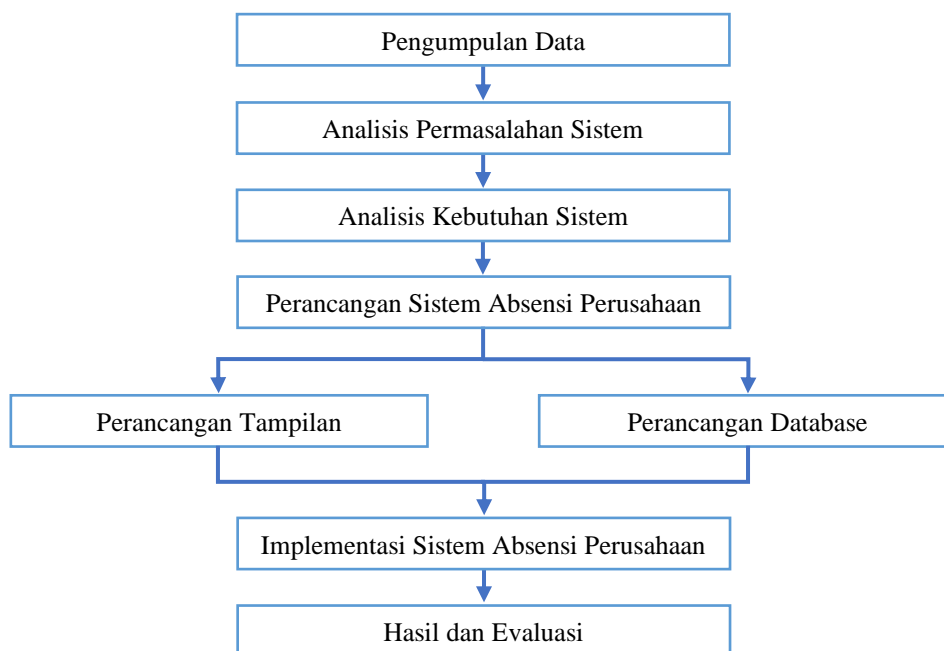 Pengumpulan Data
Analisis Permasalahan Sistem
Analisis Kebutuhan Sistem
Perancangan Sistem Absensi Perusahaan
Perancangan Tampilan
Perancangan Database
Implementasi Sistem Absensi Perusahaan
Hasil dan Evaluasi